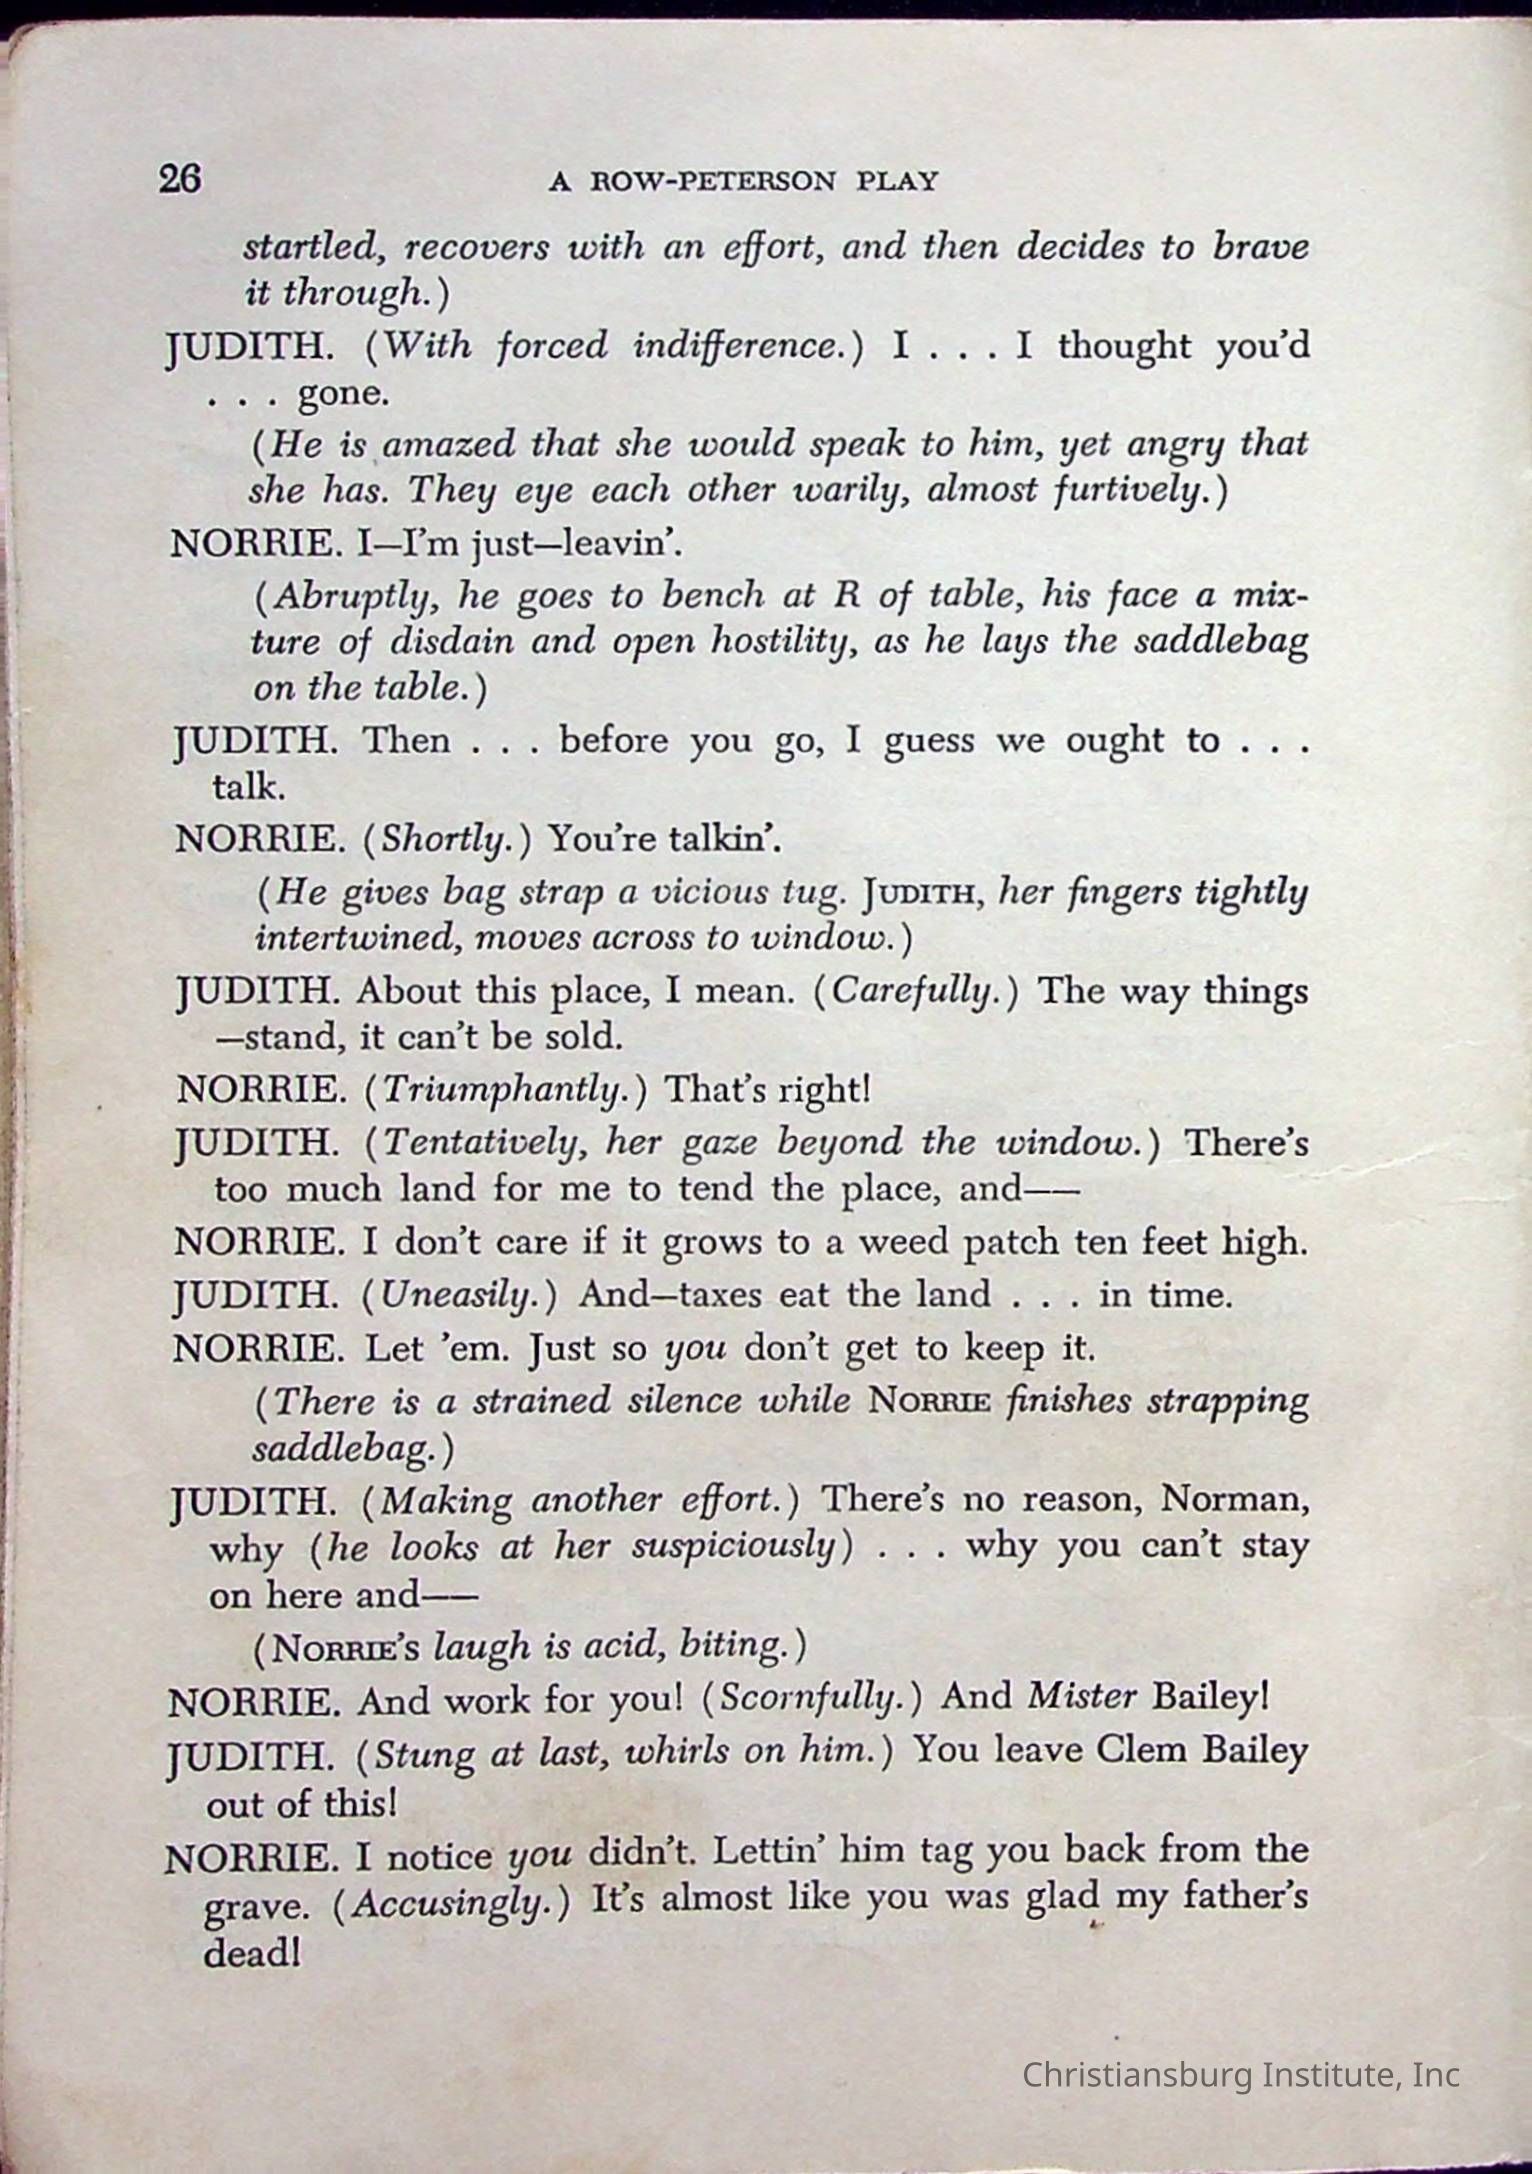 26 A ROW-PETERSON PLAY
startled, recovers with an effort, and then decides to brave
it through.)
JUDITH. (With forced indifference.) I . . . I thought you'd
. . . gone.
(He is amazed that she would speak to him, yet angry that
she has. They eye each other warily, almost furtively.)
NORRIE. I—I'm just—leavin'.
(Abruptly, he goes to bench at R of table, his face a mix-
ture of disdain and open hostility, as he lays the saddlebag
on the table.)
JUDITH. Then . . . before you go, I guess we ought to . . .
talk.
NORRIE. (Shortly.) You're talkin'.
(He gives bag strap a vicious tug. JUDITH, her fingers tightly
intertwined, moves across to window.)
JUDITH. About this place, I mean. (Carefully.) The way things
—stand, it can't be sold.
NORRIE. (Triumphantly.) That's right!
JUDITH. (Tentatively, her gaze beyond the window.) There's
too much land for me to tend the place, and——
NORRIE. I don't care if it grows to a weed patch ten feet high.
JUDITH. (Uneasily.) And—taxes eat the land . . . in time.
NORRIE. Let 'em. Just so you don't get to keep it.
(There is a strained silence while NORRIE finishes strapping
saddlebag.)
JUDITH. (Making another effort.) There's no reason, Norman,
why (he looks at her suspiciously) . . . why you can't stay
on here and——
(NORRIE'S laugh is acid, biting.)
NORRIE. And work for you! (Scornfully.) And Mister Bailey!
JUDITH. (Stung at last, whirls on him.) You leave Clem Bailey
out of this!
NORRIE. I notice you didn't. Lettin' him tag you back from the
grave. (Accusingly.) It's almost like you was glad my father's
dead!
Christiansburg Institute, Inc